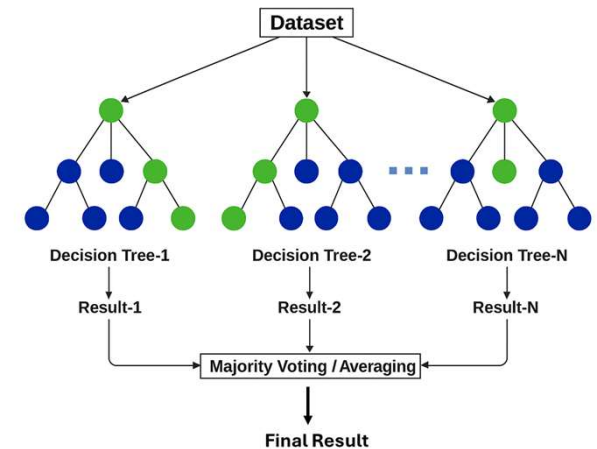 Dataset
Decision Tree-1
Decision Tree-2
Decision Tree-N
Result-1
Result-2
Result-N
Majority Voting / Averaging
Final Result